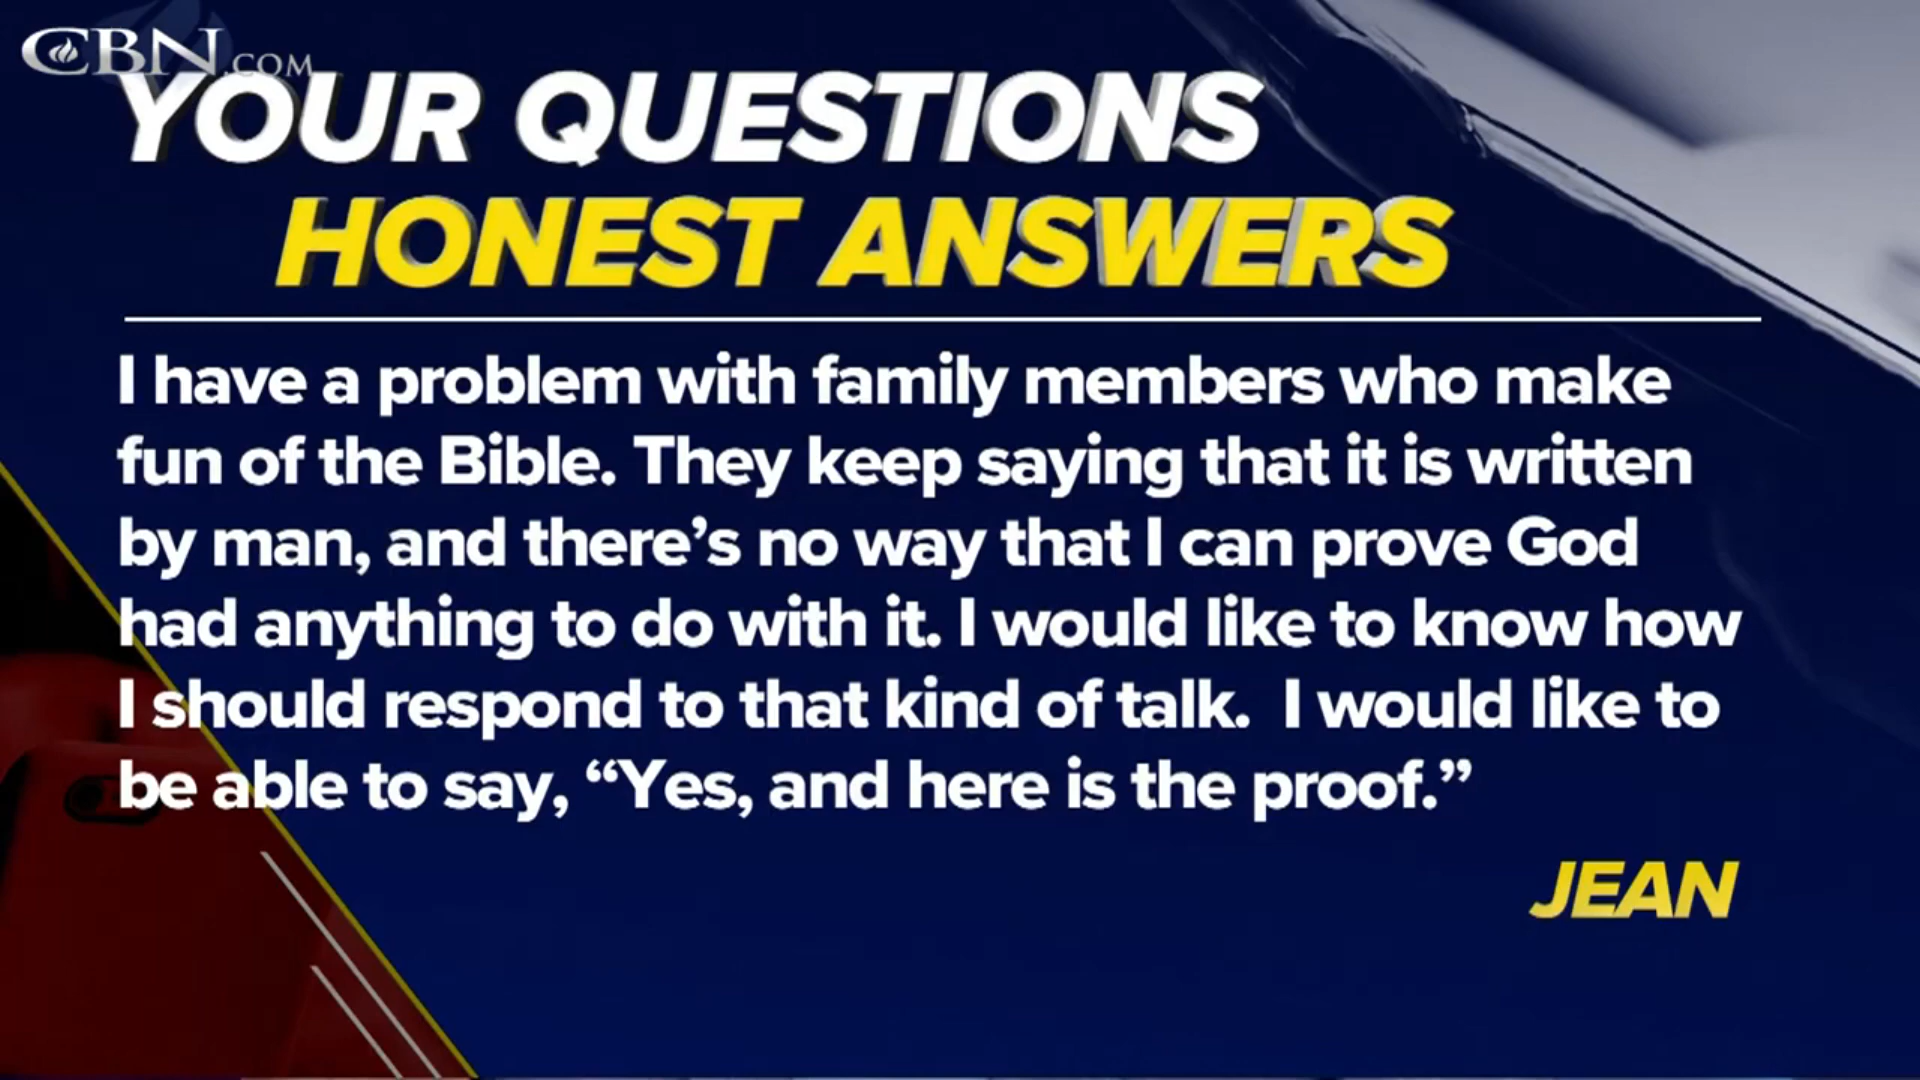 CBN.COM
YOUR QUESTIONS
HONEST ANSWERS
I have a problem with family members who make
fun of the Bible. They keep saying that it is written
by man, and there’s no way that I can prove God
had anything to do with it. I would like to know how
I should respond to that kind of talk.  I would like to
be able to say, “Yes, and here is the proof.”
JEAN